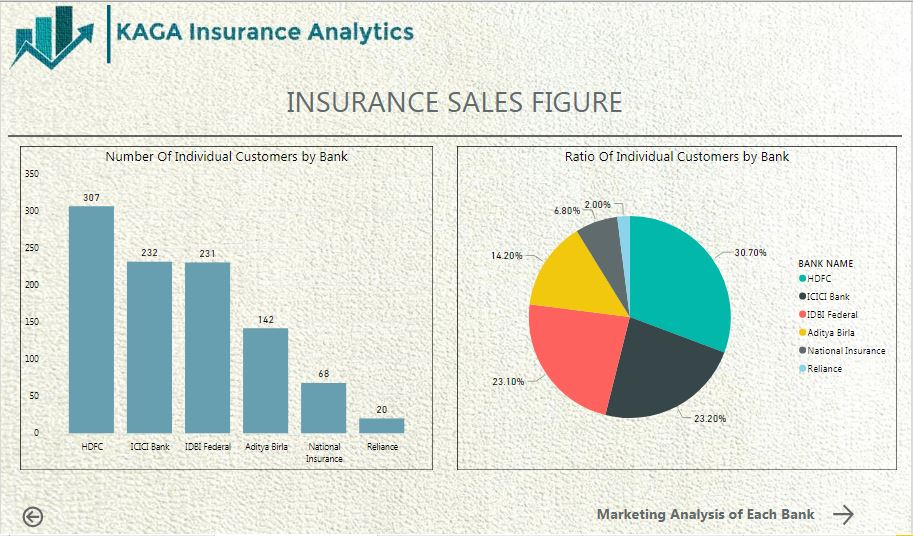 KAGA Insurance Analytics
INSURANCE SALES FIGURE
Number Of Individual Customers by Bank
350
300
250
200
150
100
50
0
307
232
231
142
68
20
HDFC
ICICI Bank
IDBI Federal
Aditya Birla
National
Insurance
Reliance
Ratio Of Individual Customers by Bank
2.00%
6.80%
14.20%
23.10%
30.70%
23.20%
BANK NAME
HDFC
ICICI Bank
IDBI Federal
Aditya Birla
National Insurance
Reliance
Marketing Analysis of Each Bank